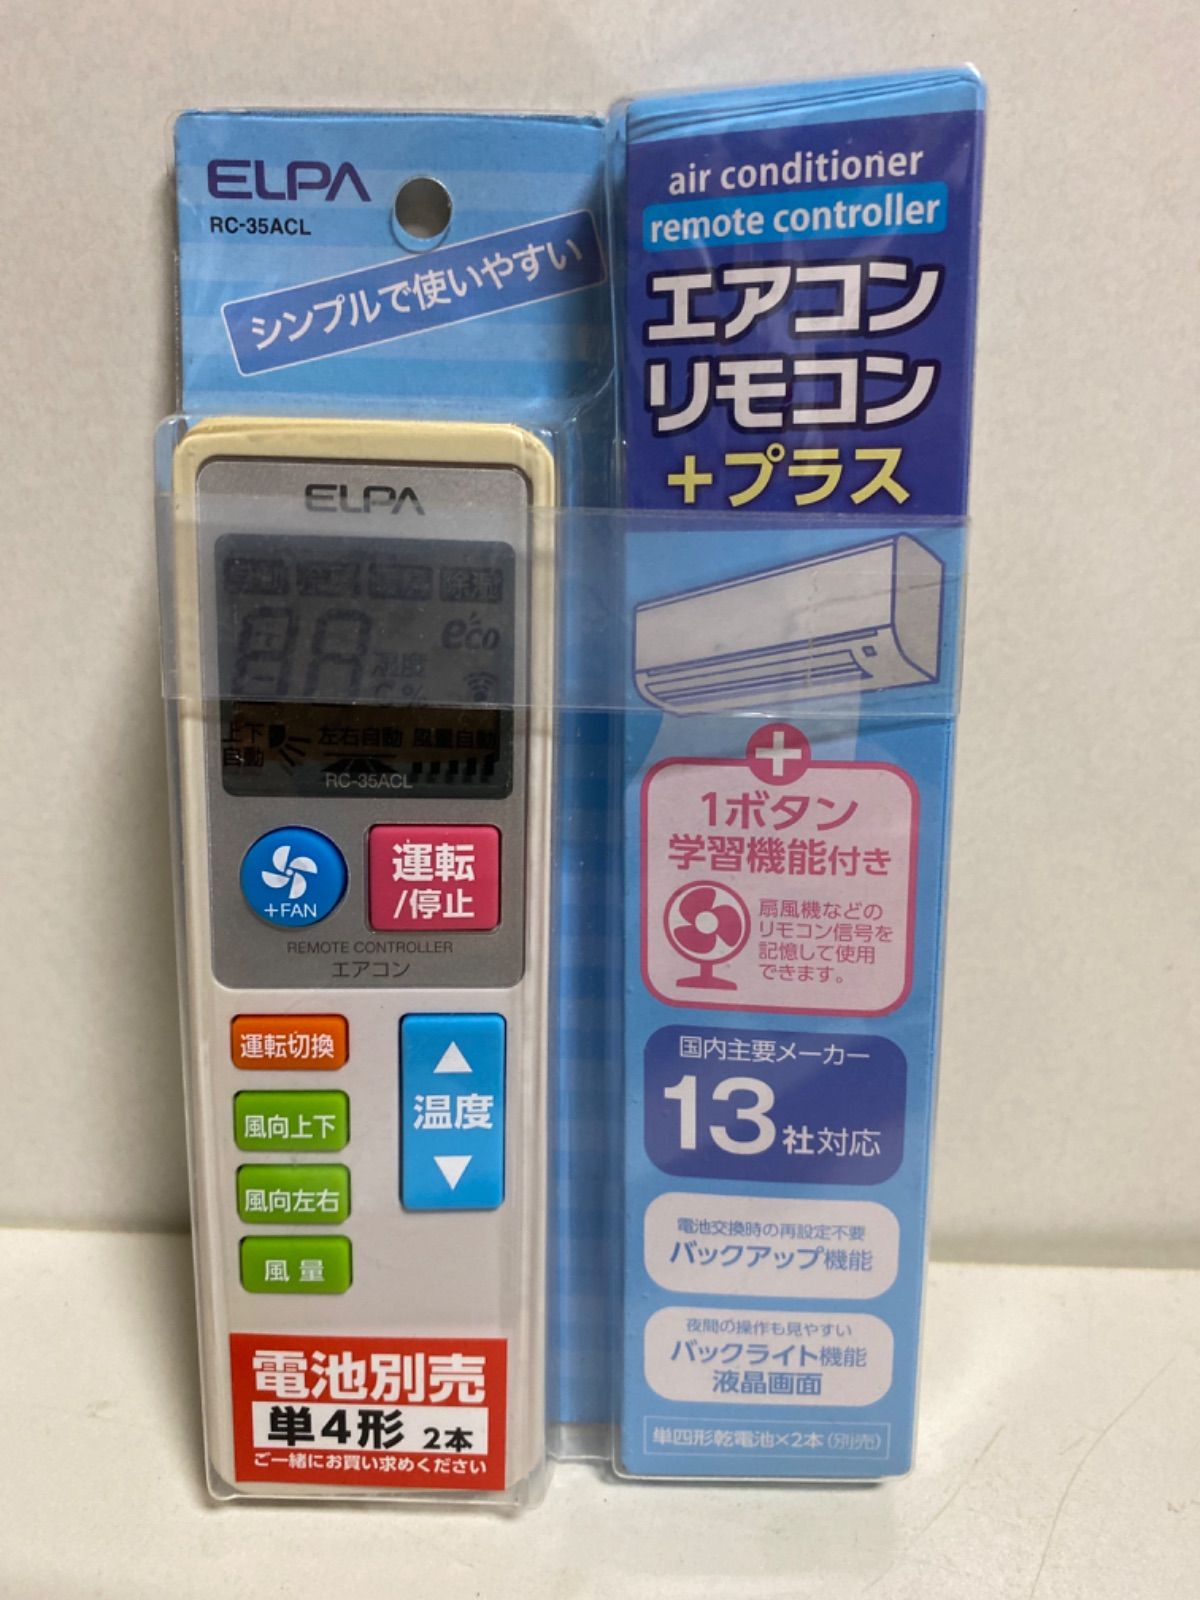 ELPA
RC-35ACL
シンプルで使いやすい
air conditioner
remote controller
エアコン
リモコン
+プラス
ELPA
除湿
88
eco
温度
℃%
上下
自動
左右自動 風量自動
RC-35ACL
+FAN
運転
/停止
REMOTE CONTROLLER
エアコン
運転切換
風向上下
風向左右
風量
温度
電池別売
単4形 2本
ご一緒にお買い求めください
+
1ボタン
学習機能付き
扇風機などの
リモコン信号を
記憶して使用
できます。
国内主要メーカー
13社対応
電池交換時の再設定不要
バックアップ機能
夜間の操作も見やすい
バックライト機能
液晶画面
単四形乾電池×2本(別売)